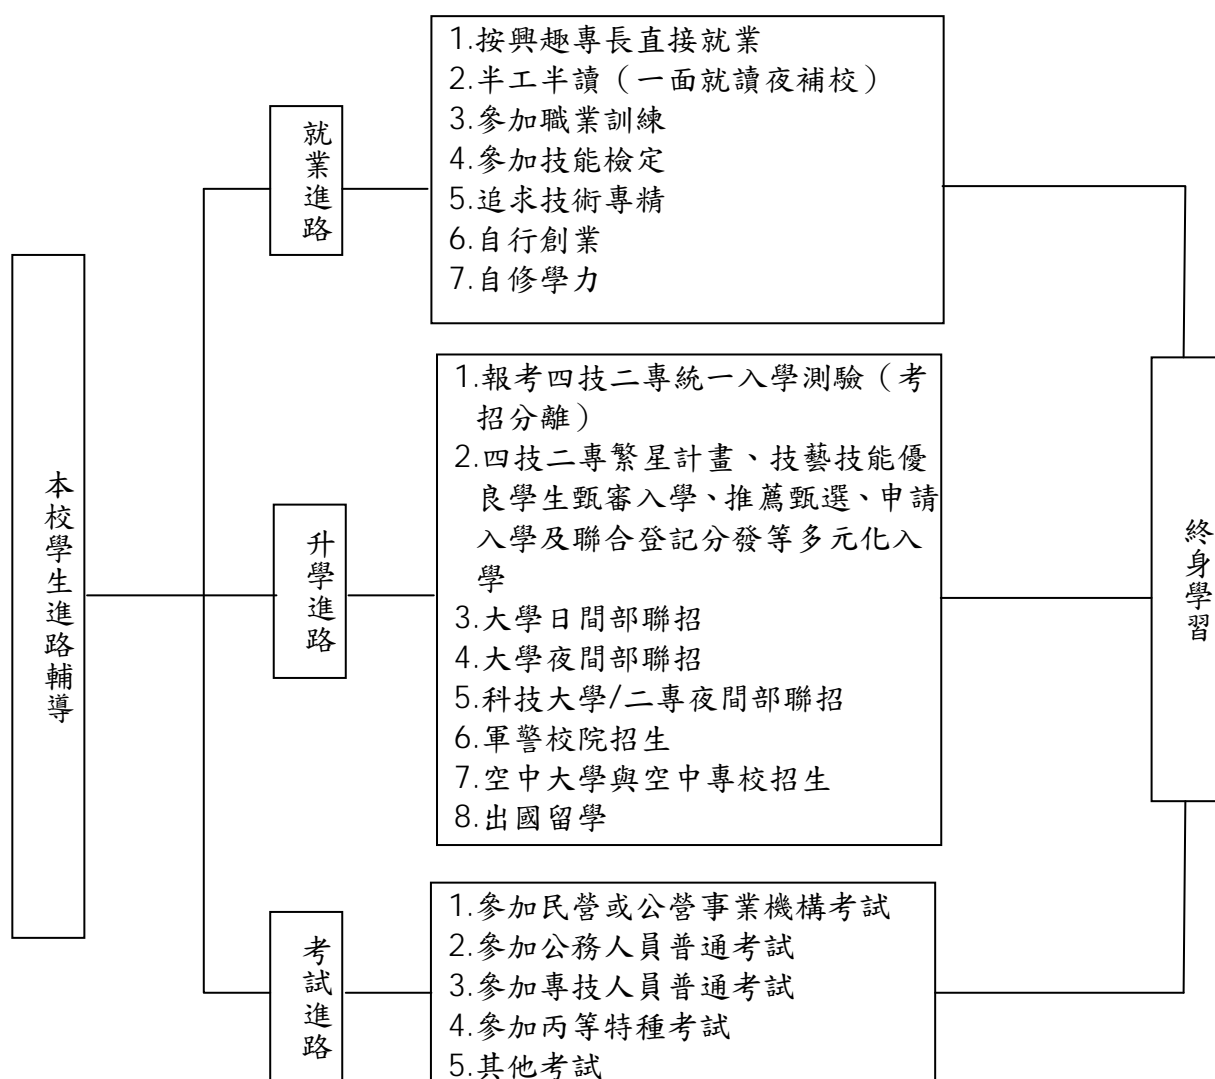 本校學生進路輔導
就業進路
1.按興趣專長直接就業
2.半工半讀（一面就讀夜補校）
3.參加職業訓練
4.參加技能檢定
5.追求技術專精
6.自行創業
7.自修學力
升學進路
1.報考四技二專統一入學測驗（考
招分離）
2.四技二專繁星計畫、技藝技能優
良學生甄審入學、推薦甄選、申請
入學及聯合登記分發等多元化入
學
3.大學日間部聯招
4.大學夜間部聯招
5.科技大學/二專夜間部聯招
6.軍警校院招生
7.空中大學與空中專校招生
8.出國留學
考試進路
1.參加民營或公營事業機構考試
2.參加公務人員普通考試
3.參加專技人員普通考試
4.參加丙等特種考試
5.其他考試
終身學習